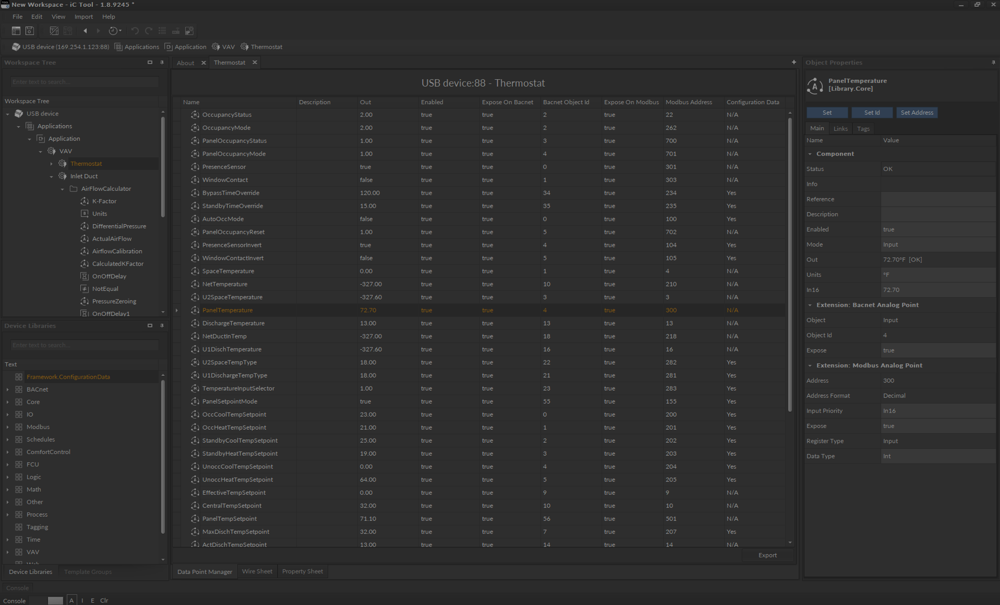 New Workspace - iC Tool - 1.8.9245 *
File Edit View Import Help
USB device (169.254.1.123:88) Applications Application VAV Thermostat
Workspace Tree
Enter text to search...
Workspace Tree
USB device
Applications
Application
VAV
Thermostat
Inlet Duct
AirFlowCalculator
K-Factor
Units
DifferentialPressure
ActualAirFlow
AirflowCalibration
CalculatedKFactor
OnOffDelay
NotEqual
PressureZeroing
OnOffDelay1
Device Libraries
Enter text to search...
Text
Framework.ConfigurationData
BACnet
Core
IO
Modbus
Schedules
ComfortControl
FCU
Logic
Math
Other
Process
Tagging
Time
VAV
Web
Device Libraries Template Groups
About Thermostat
USB device:88 - Thermostat
Name Description Out Enabled Expose On Bacnet Bacnet Object Id Expose On Modbus Modbus Address Configuration Data
OccupancyStatus 2.00 true true 2 true 22 N/A
OccupancyMode 2.00 true true 2 true 262 N/A
PanelOccupancyStatus 1.00 true true 3 true 700 N/A
PanelOccupancyMode 1.00 true true 4 true 701 N/A
PresenceSensor true true true 0 true 301 N/A
WindowContact false true true 1 true 303 N/A
BypassTimeOverride 120.00 true true 34 true 234 Yes
StandbyTimeOverride 15.00 true true 35 true 235 Yes
AutoOccMode false true true 0 true 100 Yes
PanelOccupancyReset 1.00 true true 5 true 702 N/A
PresenceSensorInvert true true true 4 true 104 Yes
WindowContactInvert false true true 5 true 105 Yes
SpaceTemperature 0.00 true true 1 true 4 N/A
NetTemperature -327.00 true true 10 true 210 N/A
U2SpaceTemperature -327.60 true true 3 true 3 N/A
PanelTemperature 72.70 true true 4 true 300 N/A
DischargeTemperature 13.00 true true 13 true 13 N/A
NetDuctInTemp -327.00 true true 18 true 218 N/A
U1DischTemperature -327.60 true true 16 true 16 N/A
U2SpaceTempType 18.00 true true 22 true 282 Yes
U1DischargeTempType 18.00 true true 21 true 281 Yes
TemperatureInputSelector 1.00 true true 23 true 283 Yes
PanelSetpointMode true true true 55 true 155 Yes
OccCoolTempSetpoint 23.00 true true 0 true 200 Yes
OccHeatTempSetpoint 21.00 true true 1 true 201 Yes
StandbyCoolTempSetpoint 25.00 true true 2 true 202 Yes
StandbyHeatTempSetpoint 19.00 true true 3 true 203 Yes
UnoccCoolTempSetpoint 0.00 true true 4 true 204 Yes
UnoccHeatTempSetpoint 64.00 true true 5 true 205 Yes
EffectiveTempSetpoint 0.00 true true 9 true 9 N/A
CentralTempSetpoint 32.00 true true 10 true 10 N/A
PanelTempSetpoint 71.10 true true 56 true 501 N/A
MaxDischTempSetpoint 32.00 true true 7 true 207 Yes
ActDischTempSetpoint 13.00 true true 14 true 14 N/A
Export
Data Point Manager Wire Sheet Property Sheet
Object Properties
PanelTemperature
[Library.Core]
Set Set Id Set Address
Main Links Tags
Name Value
Component
Status OK
Info
Reference
Description
Enabled true
Mode Input
Out 72.70°F [OK]
Units °F
In16 72.70
Extension: Bacnet Analog Point
Object Input
Object Id 4
Expose true
Extension: Modbus Analog Point
Address 300
Address Format Decimal
Input Priority In16
Expose true
Register Type Input
Data Type Int
Console
Console A I E Clr